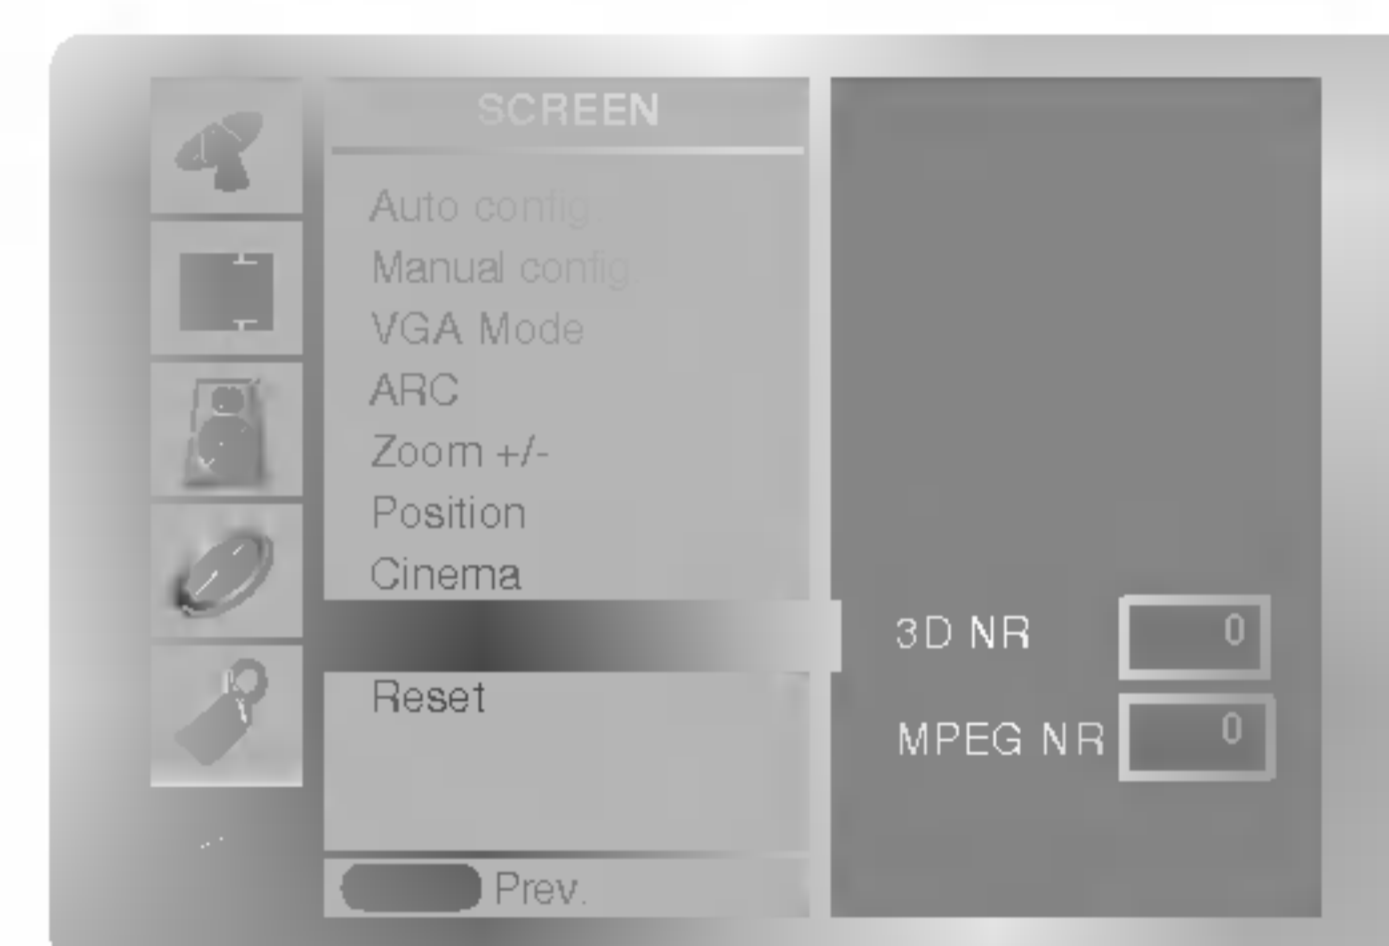 SCREEN
Auto config.
Manual config.
VGA Mode
ARC
Zoom +/-
Position
Cinema
3D NR 0
Reset
MPEG NR 0
Prev.